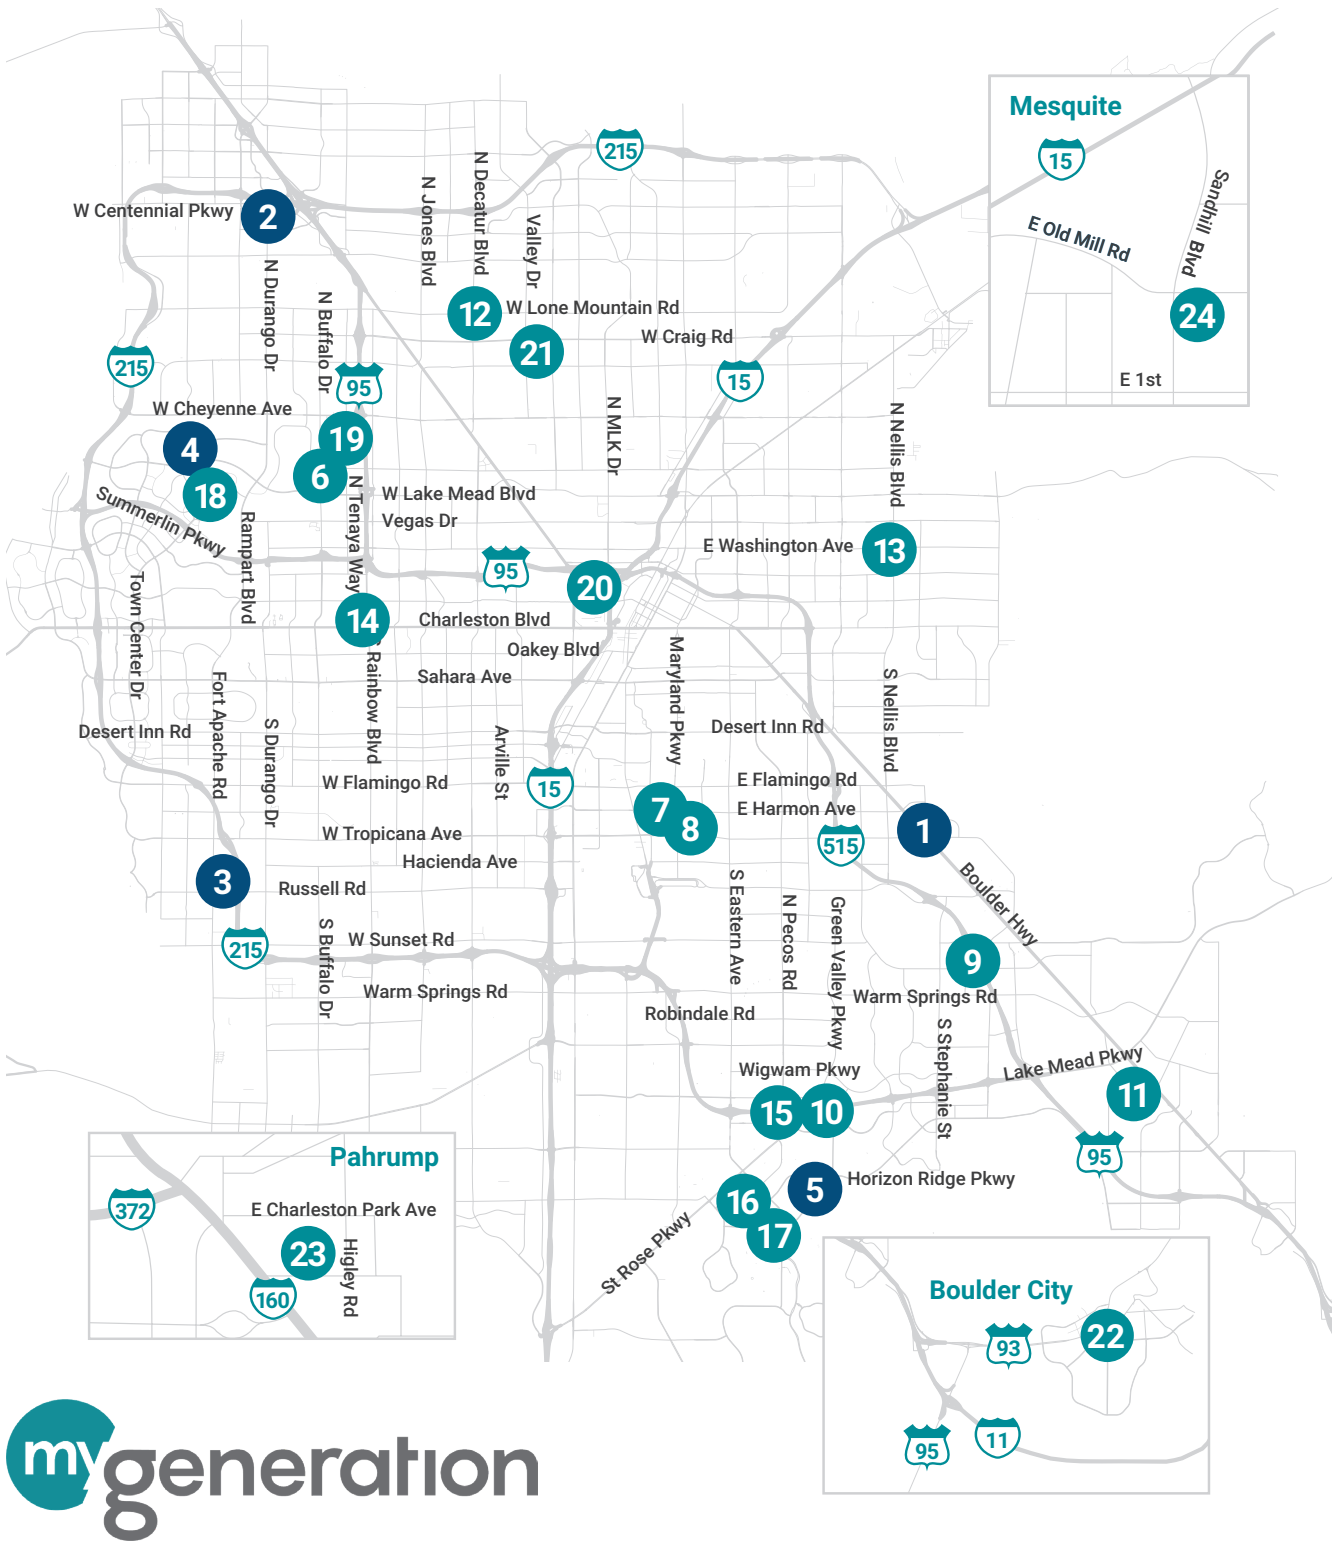 Mesquite
15
Sandhill Blvd
E Old Mill Rd
24
E 1st
215
N Decatur Blvd
N Jones Blvd
Valley Dr
W Centennial Pkwy
2
N Durango Dr
N Buffalo Dr
12
W Lone Mountain Rd
21
W Craig Rd
215
95
15
W Cheyenne Ave
N MLK Dr
N Nellis Blvd
4
19
6
18
N Tenaya Way
W Lake Mead Blvd
Summerlin Pkwy
Rampart Blvd
Vegas Dr
E Washington Ave
13
95
20
Town Center Dr
14
Charleston Blvd
Oakey Blvd
S Rainbow Blvd
Sahara Ave
Maryland Pkwy
S Nellis Blvd
Fort Apache Rd
S Durango Dr
Desert Inn Rd
Arville St
Desert Inn Rd
W Flamingo Rd
15
E Flamingo Rd
7
8
E Harmon Ave
1
W Tropicana Ave
515
Hacienda Ave
3
Russell Rd
S Eastern Ave
N Pecos Rd
Green Valley Pkwy
Boulder Hwy
215
S Buffalo Dr
W Sunset Rd
9
Warm Springs Rd
Warm Springs Rd
Robindale Rd
S Stephanie St
Wigwam Pkwy
Lake Mead Pkwy
15
10
11
95
5
Horizon Ridge Pkwy
16
17
St Rose Pkwy
Pahrump
372
E Charleston Park Ave
23
Higley Rd
160
Boulder City
22
93
95
11
mygeneration